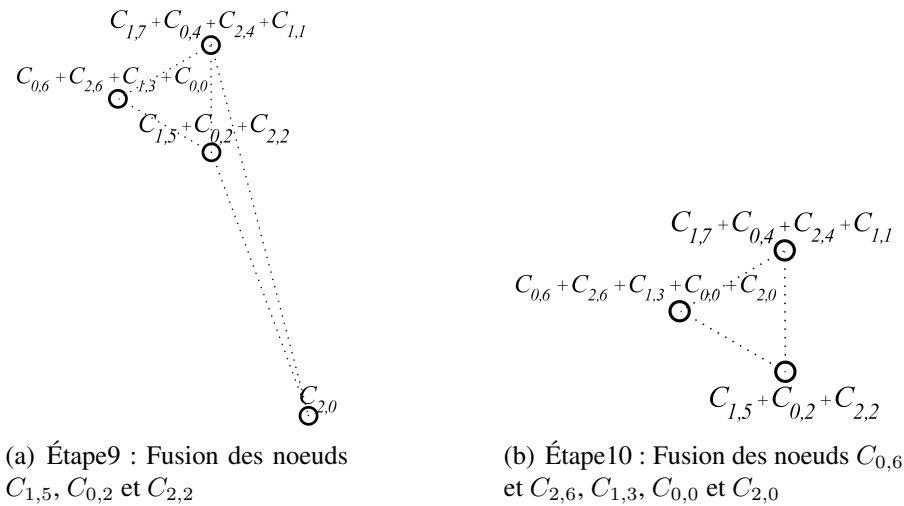 C1,7 + C0,4 + C2,4 + C1,1
C0,6 + C2,6 + C1,3 + C0,0
C1,5 + C0,2 + C2,2
C2,0
(a) Étape9 : Fusion des noeuds
C1,5, C0,2 et C2,2
C1,7 + C0,4 + C2,4 + C1,1
C0,6 + C2,6 + C1,3 + C0,0 + C2,0
C1,5 + C0,2 + C2,2
(b) Étape10 : Fusion des noeuds C0,6
et C2,6, C1,3, C0,0 et C2,0